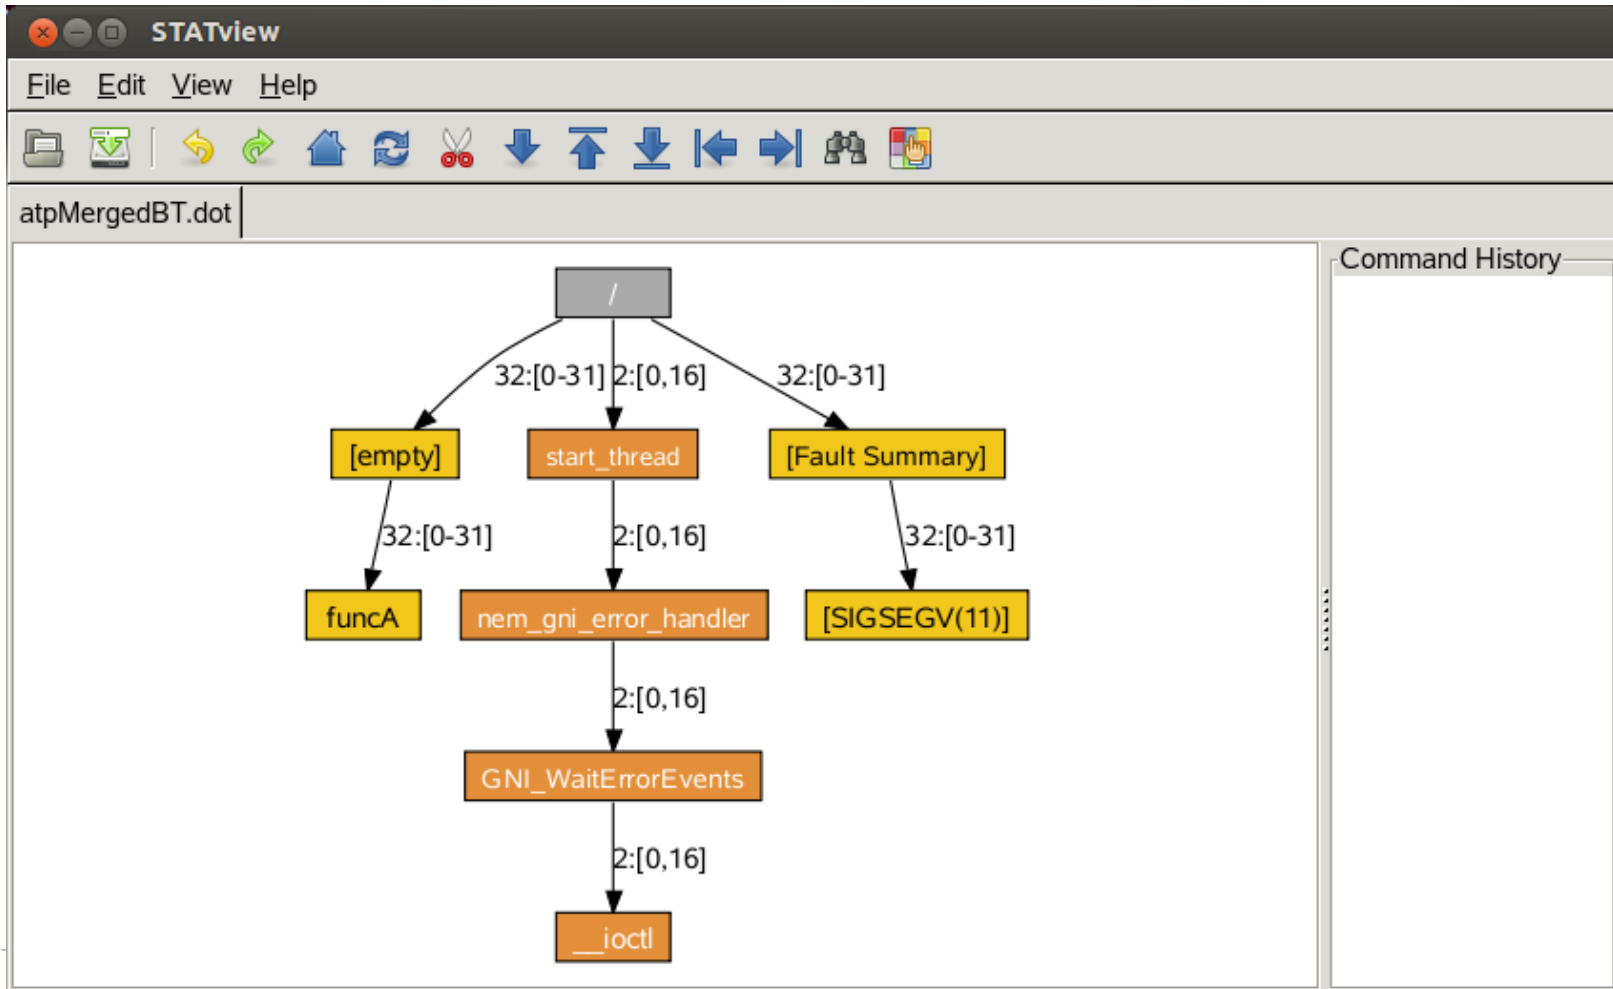 STATview
File Edit View Help
atpMergedBT.dot
Command History
/
32:[0-31] 2:[0,16] 32:[0-31]
[empty] start_thread [Fault Summary]
32:[0-31] 2:[0,16] 32:[0-31]
funcA nem_gni_error_handler [SIGSEGV(11)]
2:[0,16]
GNI_WaitErrorEvents
2:[0,16]
__ioctl